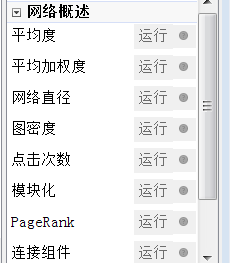 网络概述
平均度 运行
平均加权度 运行
网络直径 运行
图密度 运行
点击次数 运行
模块化 运行
PageRank 运行
连接组件 运行